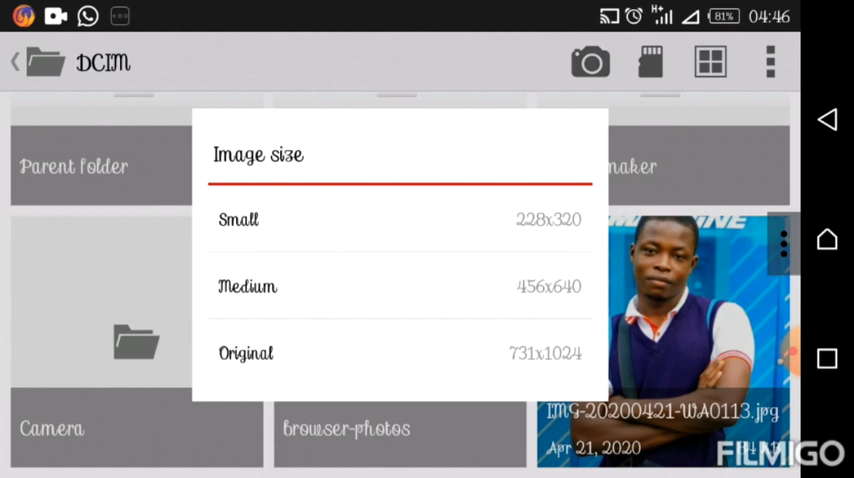 81% 04:46
DCIM
Parent folder
naker
Image size
Small 228x320
Medium 456x640
Original 731x1024
Camera
browser-photos
IMG-20200421-WA0113.jpg
Apr 21, 2020
FILMIGO